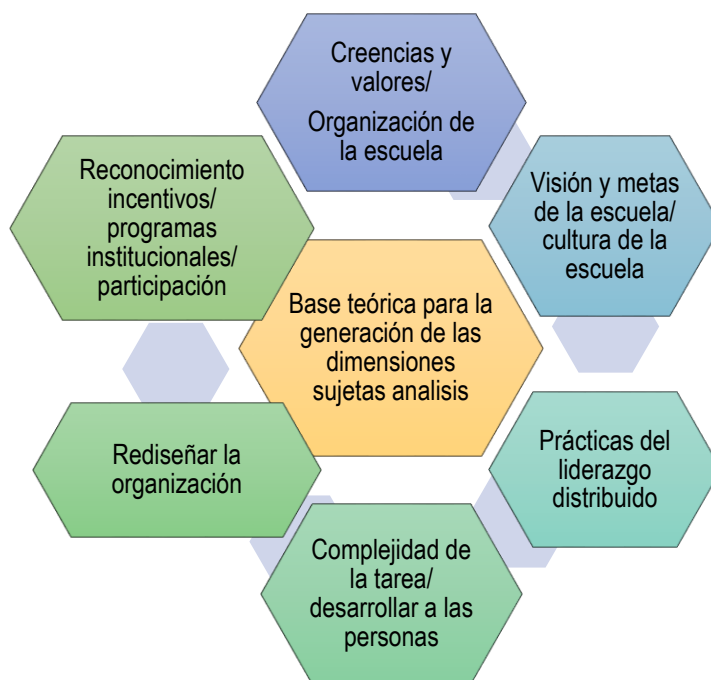 Creencias y
valores/
Organización de
la escuela
Visión y metas
de la escuela/
cultura de la
escuela
Prácticas del
liderazgo
distribuido
Complejidad de
la tarea/
desarrollar a las
personas
Rediseñar la
organización
Reconocimiento
incentivos/
programas
institucionales/
participación
Base teórica para la
generación de las
dimensiones
sujetas analisis